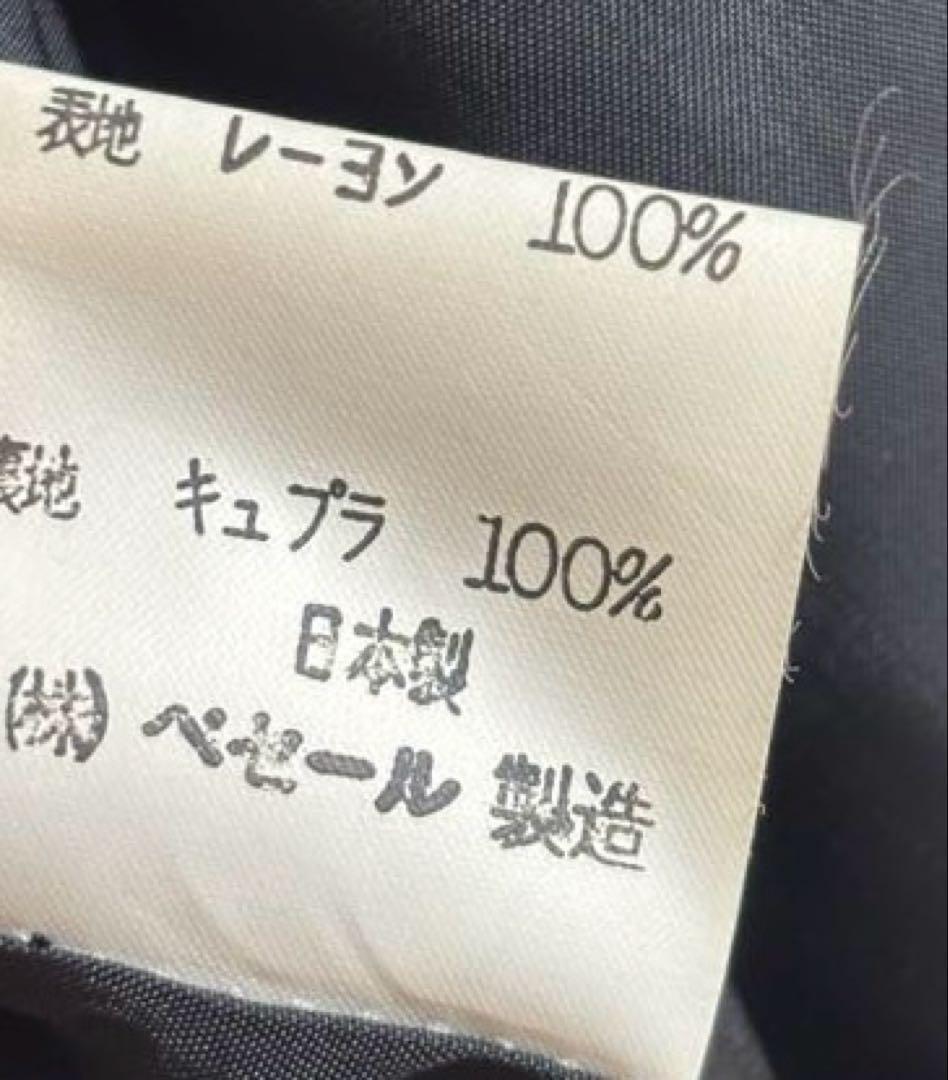 表地 レーヨン 100%
裏地 キュプラ 100%
日本製
(株) ベセール 製造